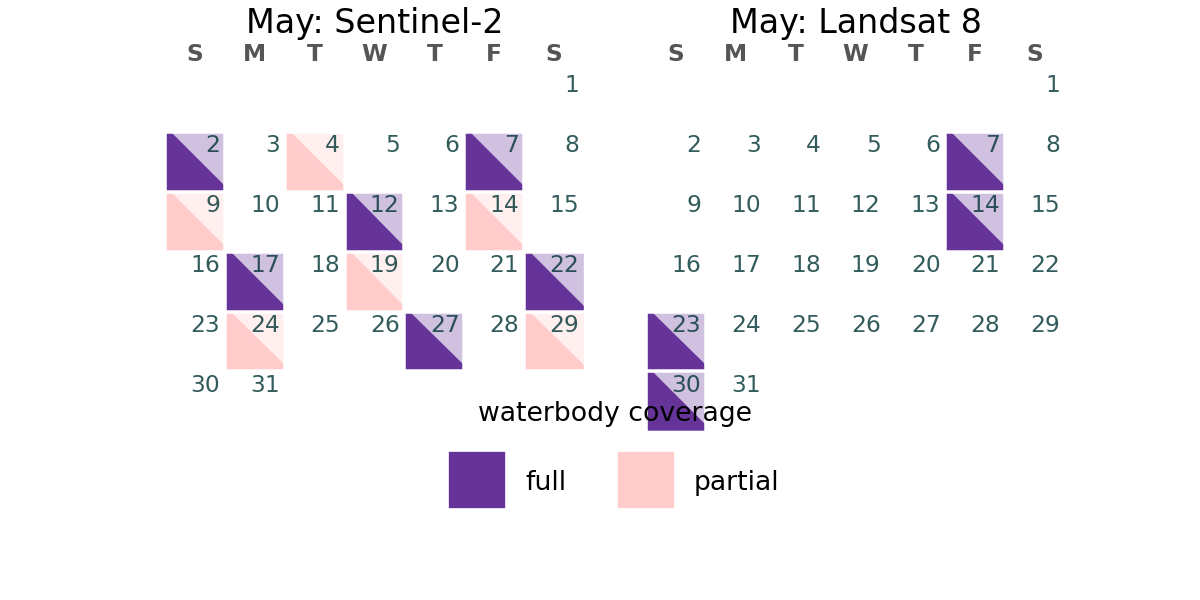 May: Sentinel-2
S M T W T F S
1
2 3 4 5 6 7 8
9 10 11 12 13 14 15
16 17 18 19 20 21 22
23 24 25 26 27 28 29
30 31
May: Landsat 8
S M T W T F S
1
2 3 4 5 6 7 8
9 10 11 12 13 14 15
16 17 18 19 20 21 22
23 24 25 26 27 28 29
30 31
waterbody coverage
full partial